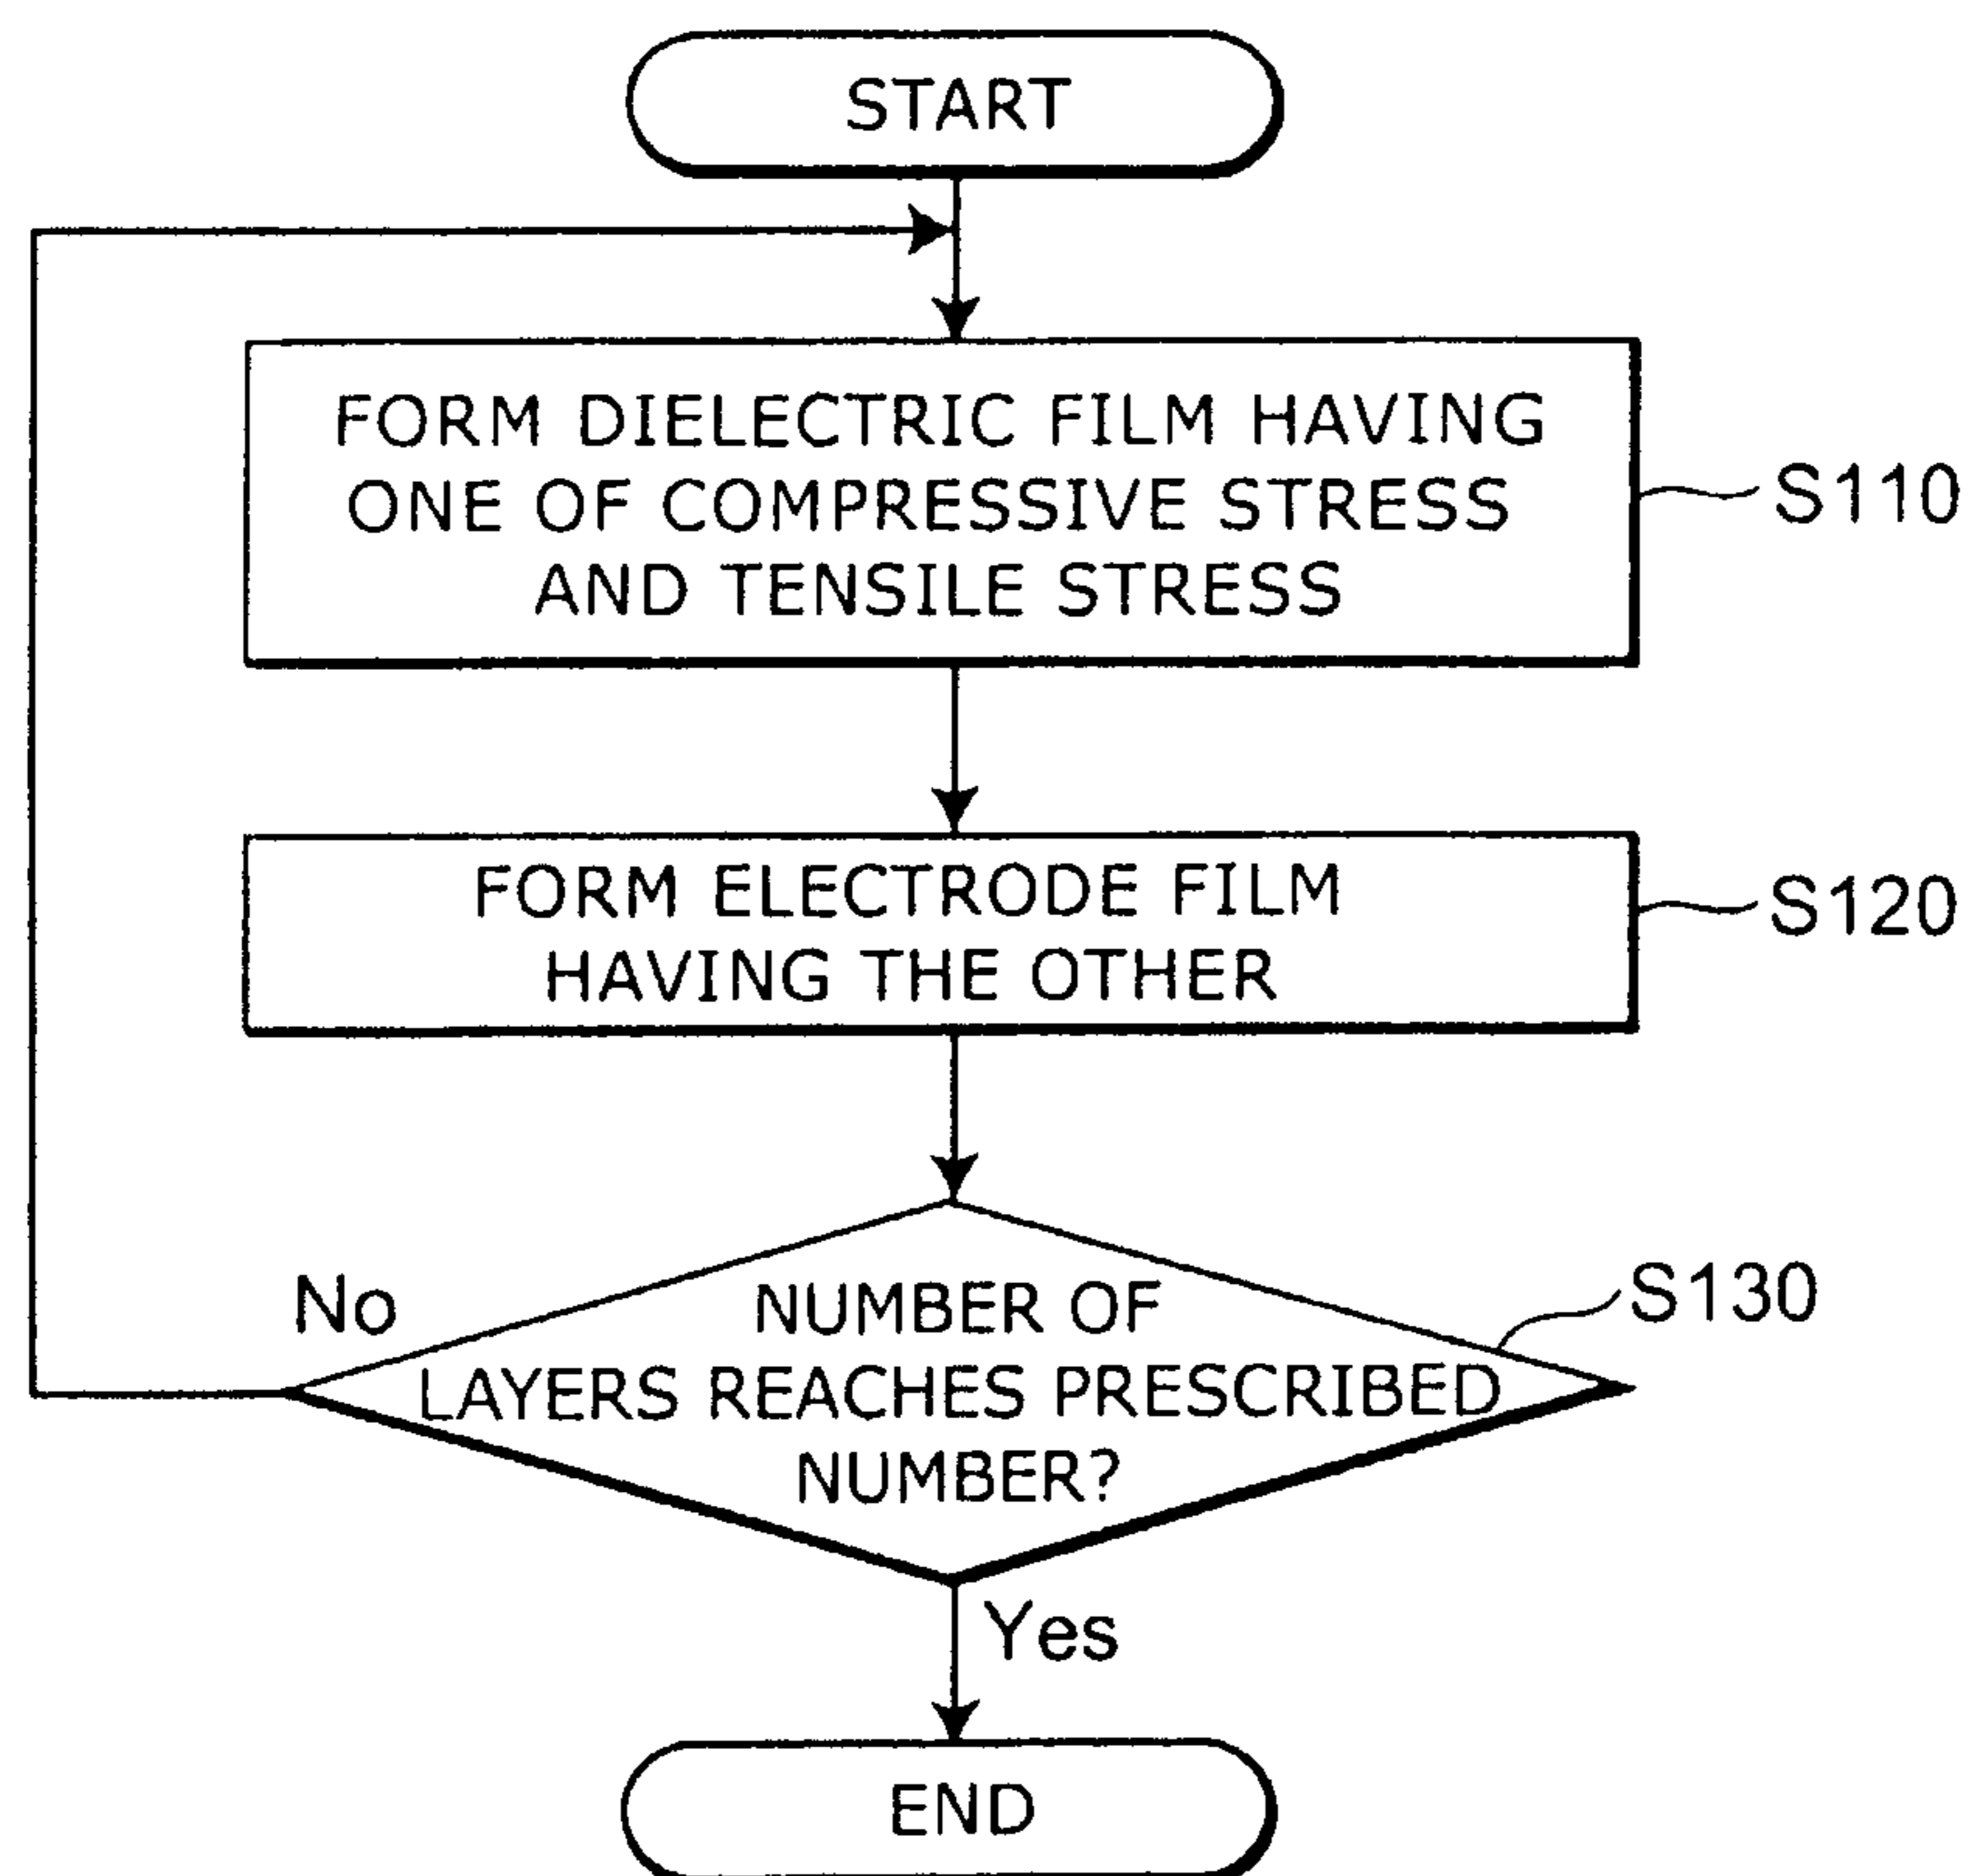 START
FORM DIELECTRIC FILM HAVING
ONE OF COMPRESSIVE STRESS
AND TENSILE STRESS
S110
FORM ELECTRODE FILM
HAVING THE OTHER
S120
No
NUMBER OF
LAYERS REACHES PRESCRIBED
NUMBER?
S130
Yes
END